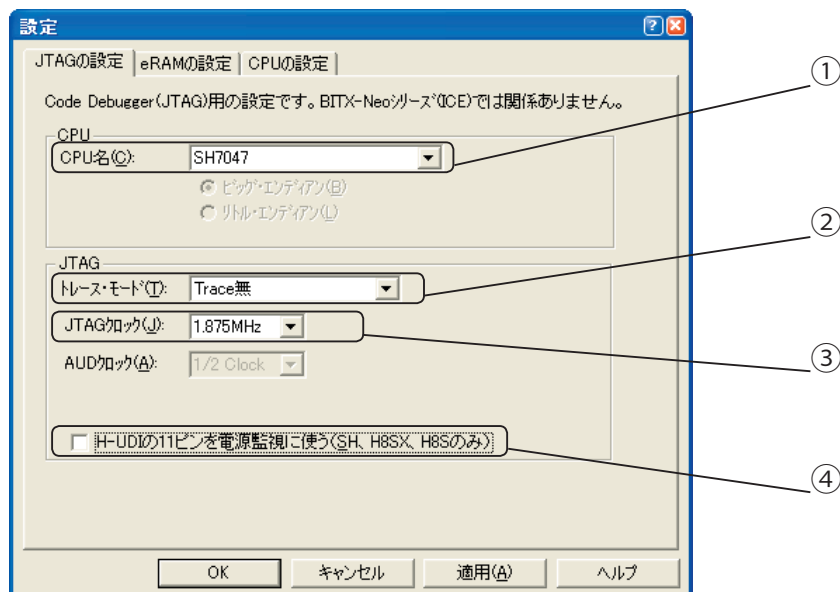 設定
JTAGの設定 eRAMの設定 CPUの設定
①
Code Debugger(JTAG)用の設定です。BITX-Neoｼﾘｰｽﾞ(ICE)では関係ありません。
CPU
CPU名(C): SH7047
ﾋﾞｯｸﾞ･ｴﾝﾃﾞｨｱﾝ(B)
ﾘﾄﾙ･ｴﾝﾃﾞｨｱﾝ(L)
②
JTAG
ﾄﾚｰｽ･ﾓｰﾄﾞ(T): Trace無
JTAGｸﾛｯｸ(J): 1.875MHz
③
AUDｸﾛｯｸ(A): 1/2 Clock
H-UDIの11ピンを電源監視に使う(SH、H8SX、H8Sのみ)
④
OK キャンセル 適用(A) ヘルプ